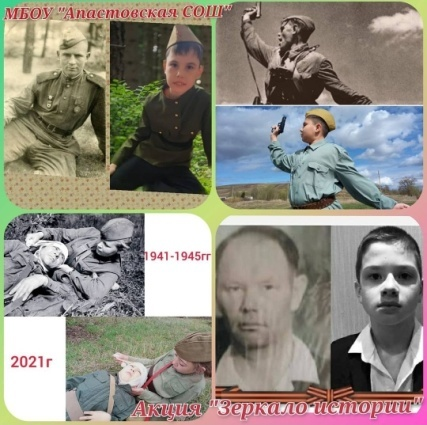 МБОУ "Апастовская СОШ"
1941-1945гг
2021г
Акция "Зеркало истории"